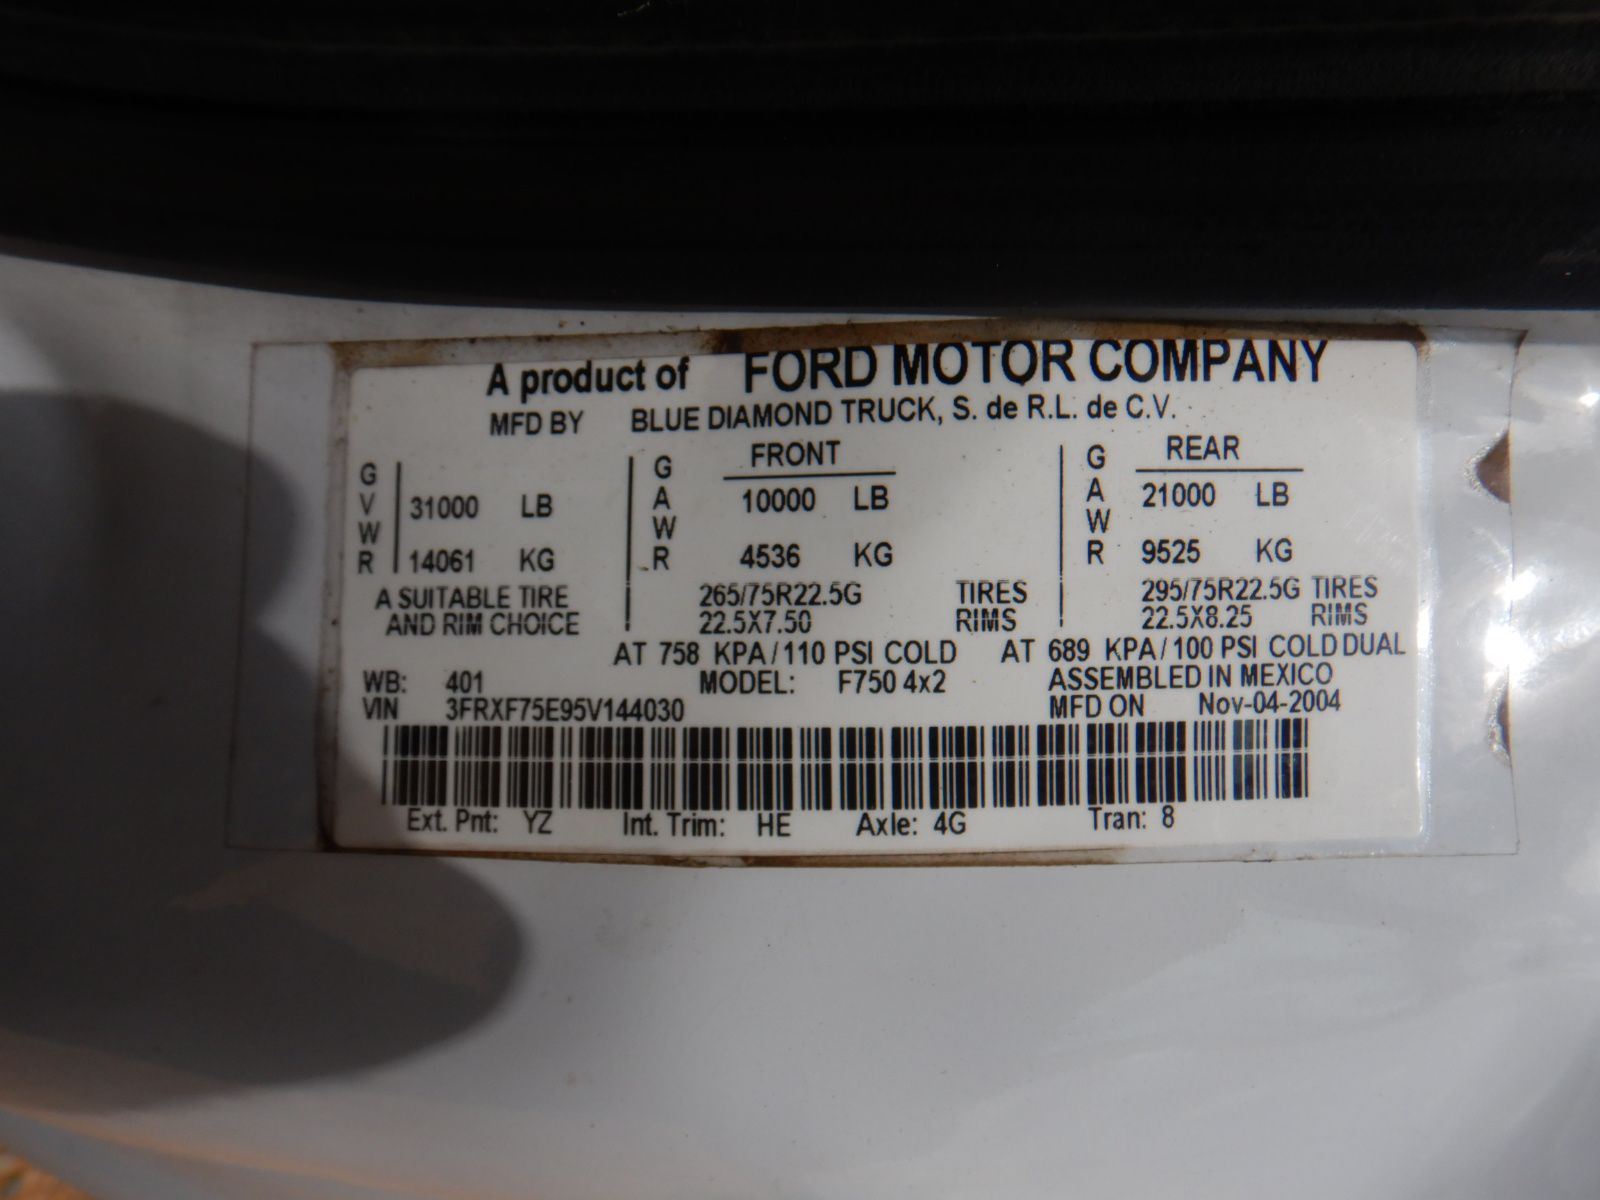 A product of FORD MOTOR COMPANY
MFD BY BLUE DIAMOND TRUCK, S. de R.L. de C.V.
GVWR 31000 LB
14061 KG
GAWR FRONT
10000 LB
4536 KG
GAWR REAR
21000 LB
9525 KG
A SUITABLE TIRE 265/75R22.5G TIRES 295/75R22.5G TIRES
AND RIM CHOICE 22.5X7.50 RIMS 22.5X8.25 RIMS
AT 758 KPA/110 PSI COLD AT 689 KPA/100 PSI COLD DUAL
WB: 401 MODEL: F750 4x2 ASSEMBLED IN MEXICO
VIN 3FRXF75E95V144030 MFD ON Nov-04-2004
Ext. Pnt: YZ Int. Trim: HE Axle: 4G Tran: 8